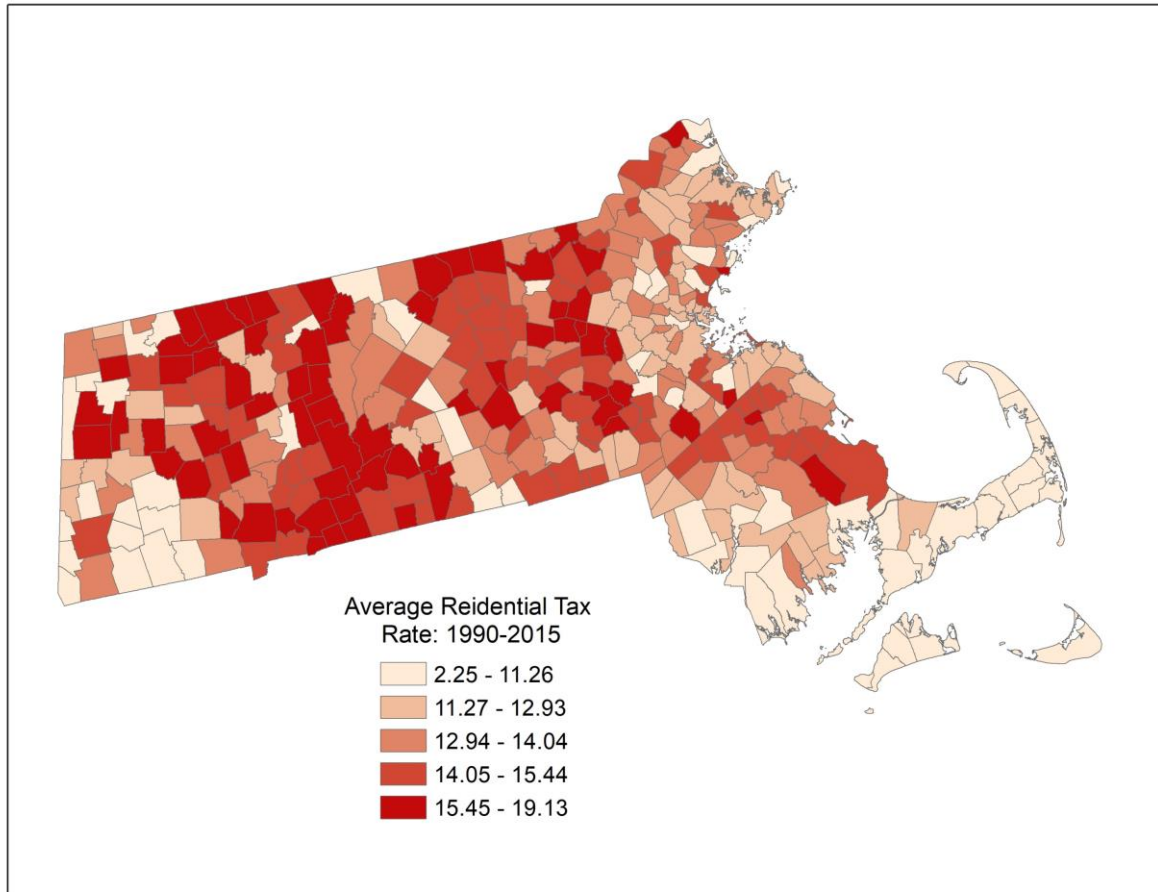 Average Reidential Tax
Rate: 1990-2015
2.25 - 11.26
11.27 - 12.93
12.94 - 14.04
14.05 - 15.44
15.45 - 19.13